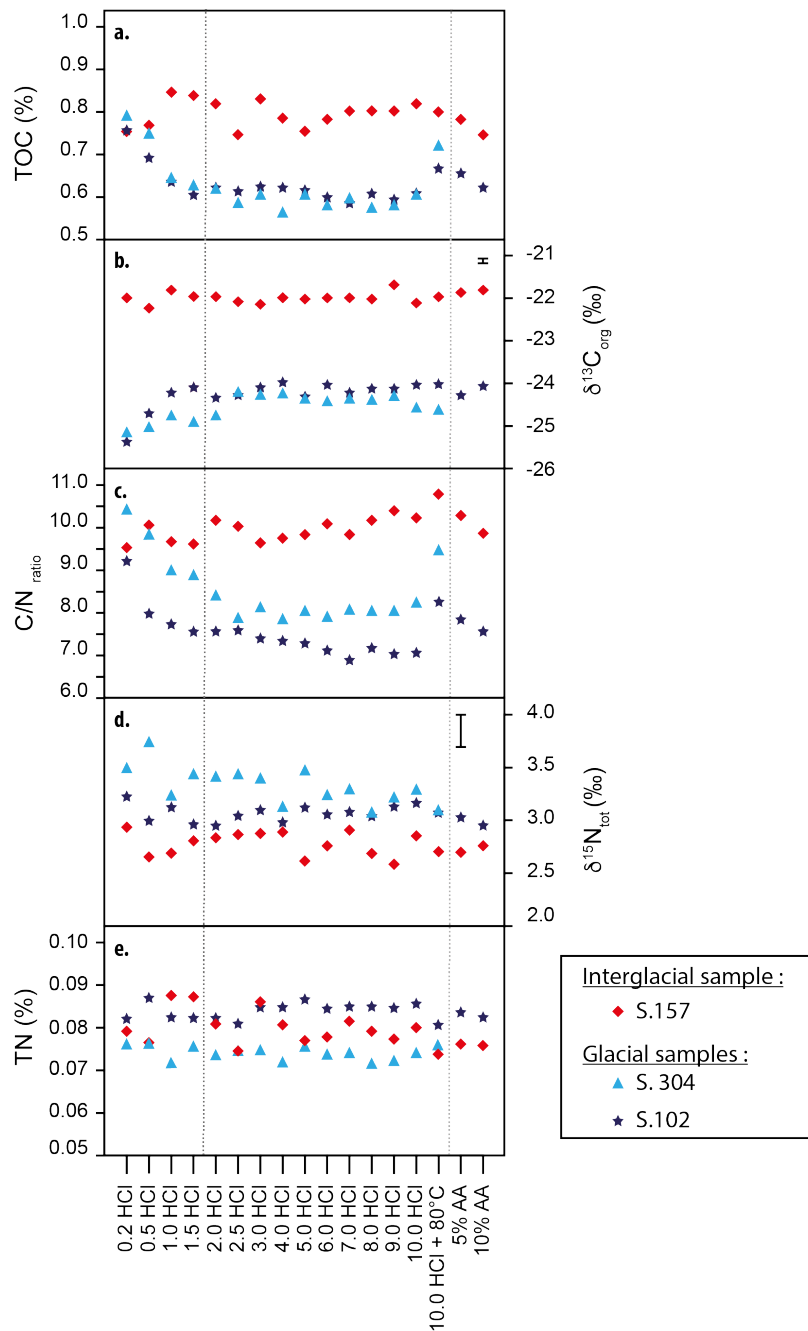 a.
TOC (%)
1.0
0.9
0.8
0.7
0.6
0.5
b.
δ13Corg (‰)
-21
-22
-23
-24
-25
-26
c.
C/N ratio
11.0
10.0
9.0
8.0
7.0
6.0
d.
δ15Ntot (‰)
4.0
3.5
3.0
2.5
2.0
e.
TN (%)
0.10
0.09
0.08
0.07
0.06
0.05
0.2 HCl
0.5 HCl
1.0 HCl
1.5 HCl
2.0 HCl
2.5 HCl
3.0 HCl
4.0 HCl
5.0 HCl
6.0 HCl
7.0 HCl
8.0 HCl
9.0 HCl
10.0 HCl
10.0 HCl + 80°C
5% AA
10% AA
Interglacial sample :
S.157
Glacial samples :
S. 304
S.102